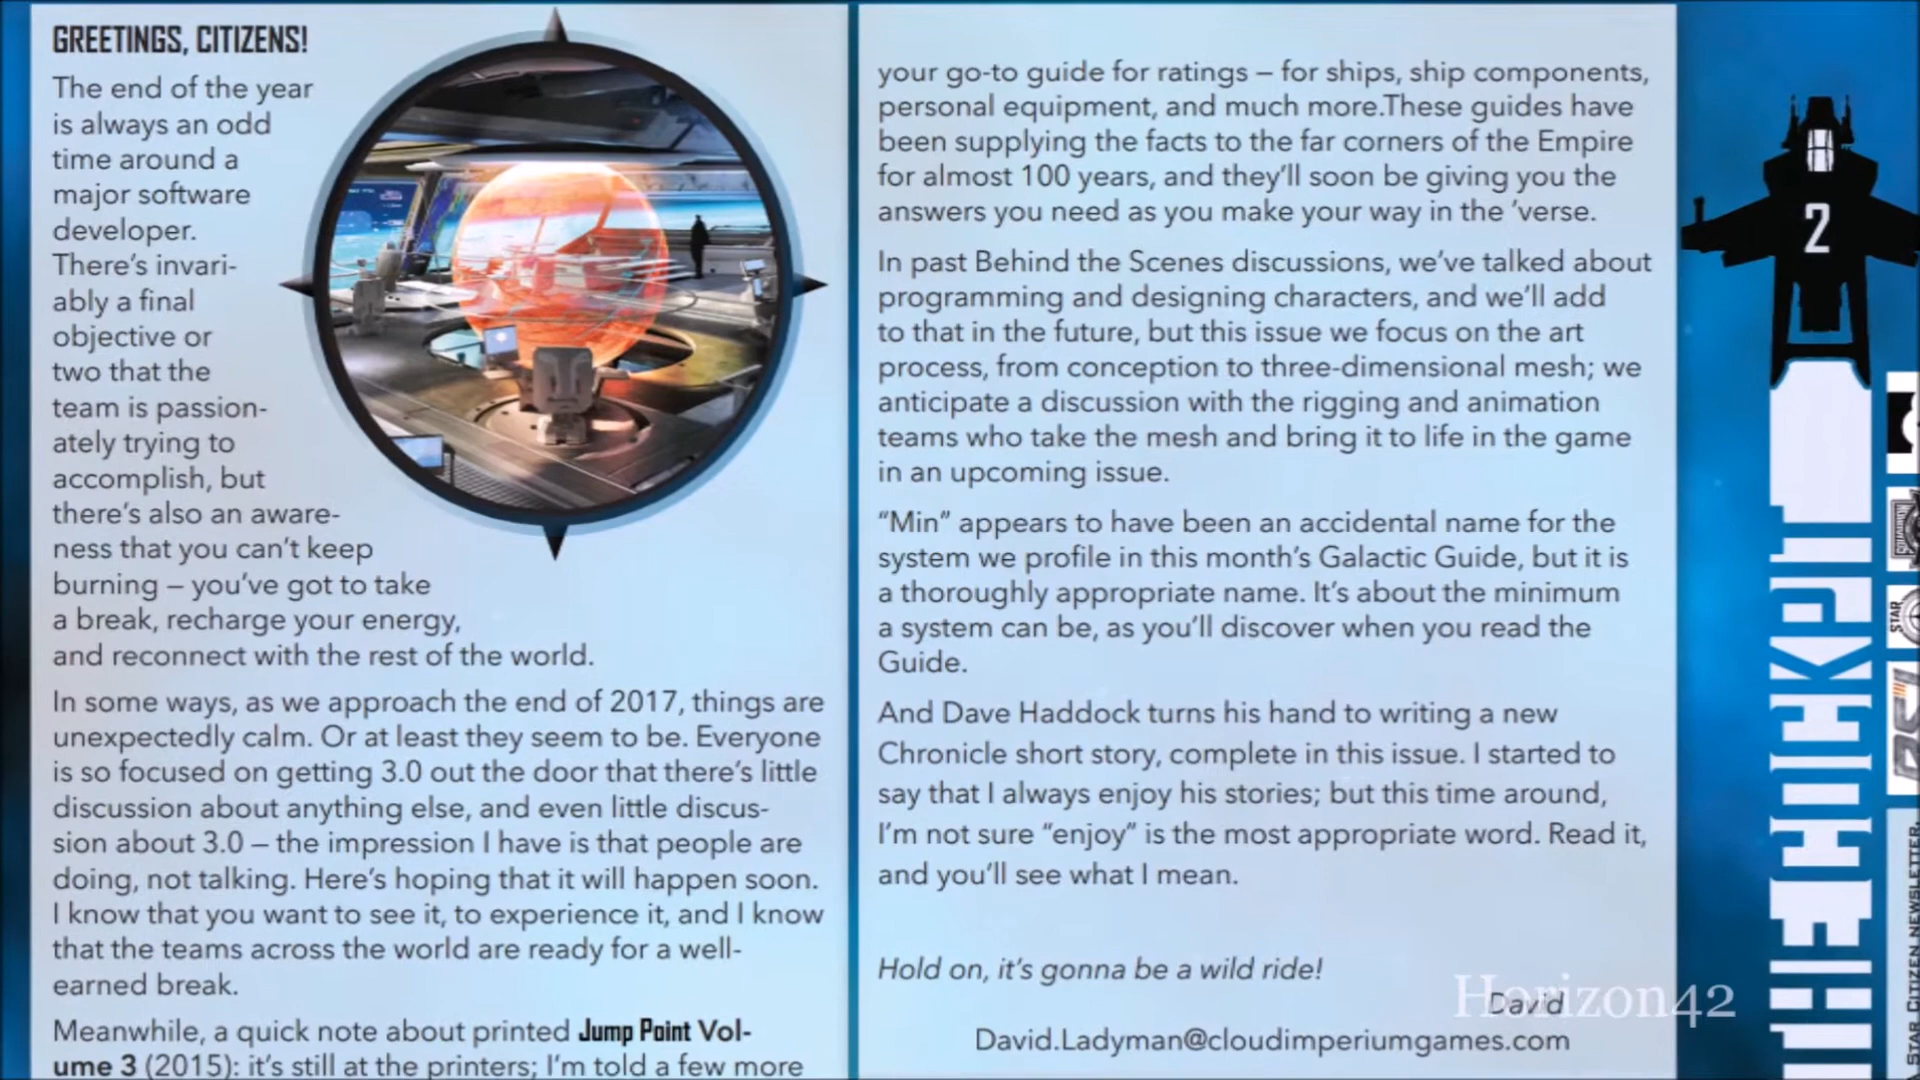 GREETINGS, CITIZENS!
The end of the year
is always an odd
time around a
major software
developer.
There's invari-
ably a final
objective or
two that the
team is passion-
ately trying to
accomplish, but
there's also an aware-
ness that you can't keep
burning – you've got to take
a break, recharge your energy,
and reconnect with the rest of the world.
In some ways, as we approach the end of 2017, things are
unexpectedly calm. Or at least they seem to be. Everyone
is so focused on getting 3.0 out the door that there's little
discussion about anything else, and even little discus-
sion about 3.0 – the impression I have is that people are
doing, not talking. Here's hoping that it will happen soon.
I know that you want to see it, to experience it, and I know
that the teams across the world are ready for a well-
earned break.
Meanwhile, a quick note about printed Jump Point Vol-
ume 3 (2015): it's still at the printers; I'm told a few more
your go-to guide for ratings – for ships, ship components,
personal equipment, and much more.These guides have
been supplying the facts to the far corners of the Empire
for almost 100 years, and they'll soon be giving you the
answers you need as you make your way in the 'verse.
In past Behind the Scenes discussions, we've talked about
programming and designing characters, and we'll add
to that in the future, but this issue we focus on the art
process, from conception to three-dimensional mesh; we
anticipate a discussion with the rigging and animation
teams who take the mesh and bring it to life in the game
in an upcoming issue.
"Min" appears to have been an accidental name for the
system we profile in this month's Galactic Guide, but it is
a thoroughly appropriate name. It's about the minimum
a system can be, as you'll discover when you read the
Guide.
And Dave Haddock turns his hand to writing a new
Chronicle short story, complete in this issue. I started to
say that I always enjoy his stories; but this time around,
I'm not sure "enjoy" is the most appropriate word. Read it,
and you'll see what I mean.
Hold on, it's gonna be a wild ride!
David
David.Ladyman@cloudimperiumgames.com
Horizon42
2
STAR
RSI
STAR CITIZEN NEWSLETTER